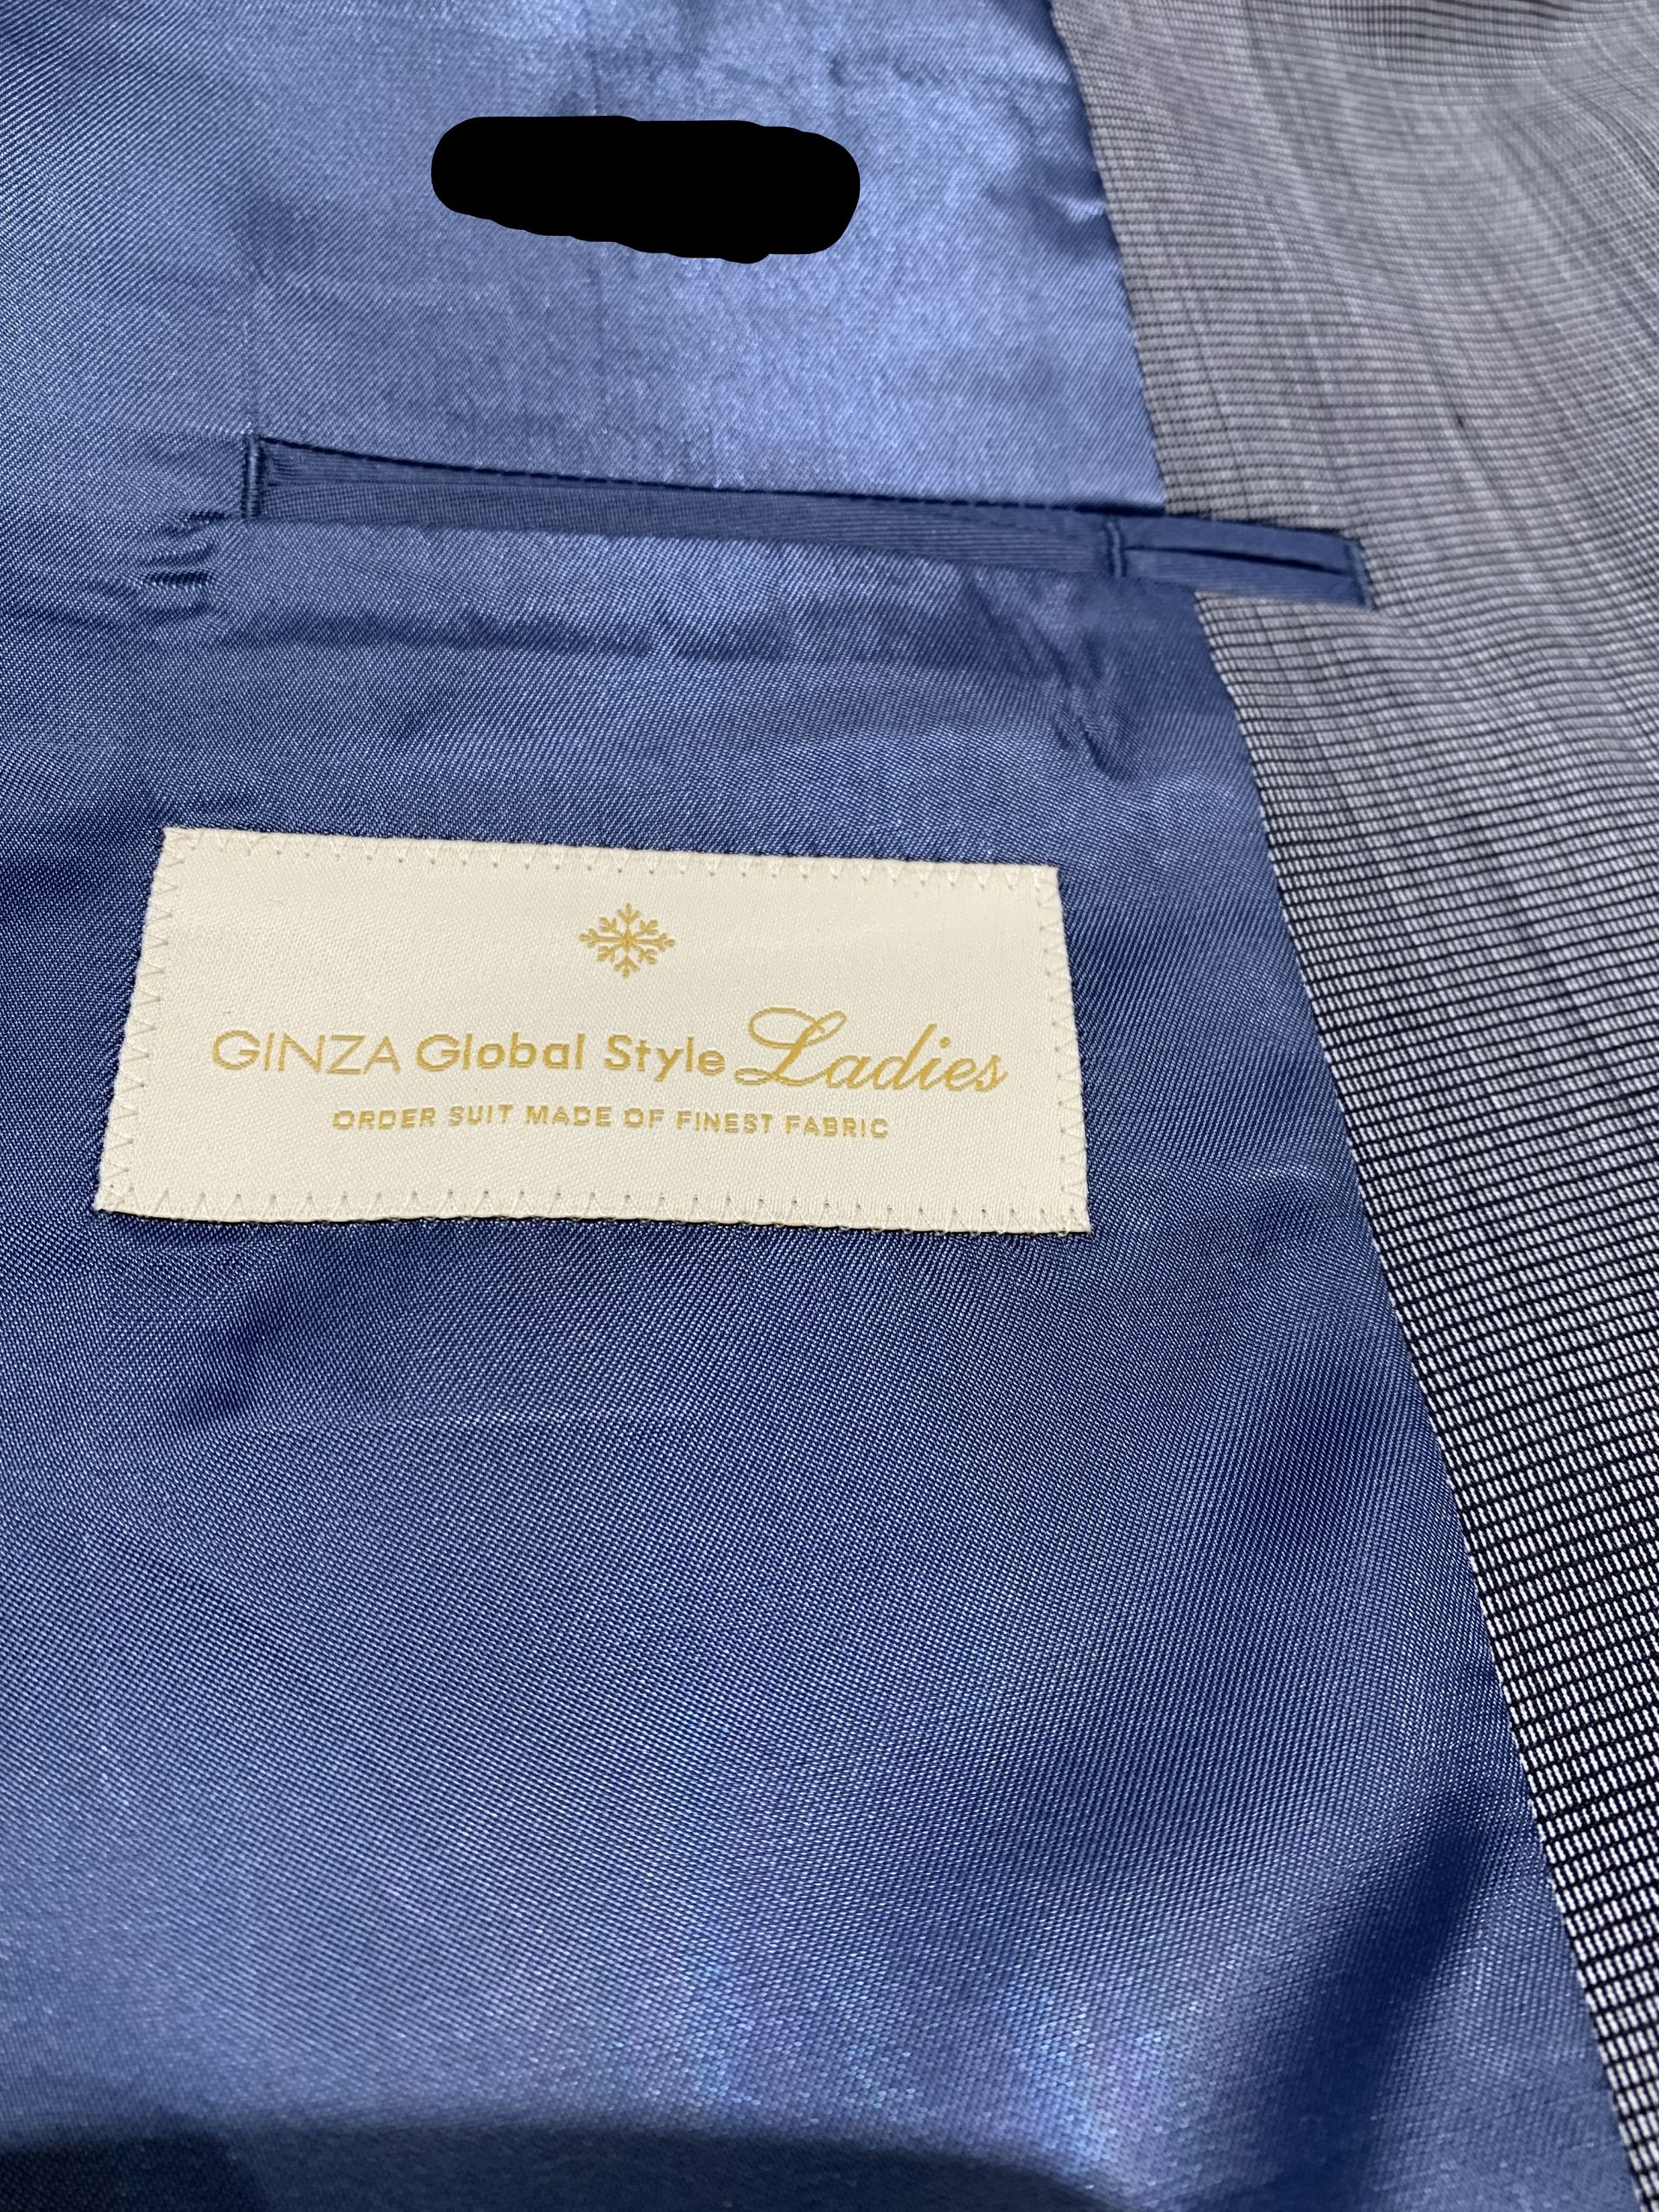 GINZA Global Style Ladies
ORDER SUIT MADE OF FINEST FABRIC